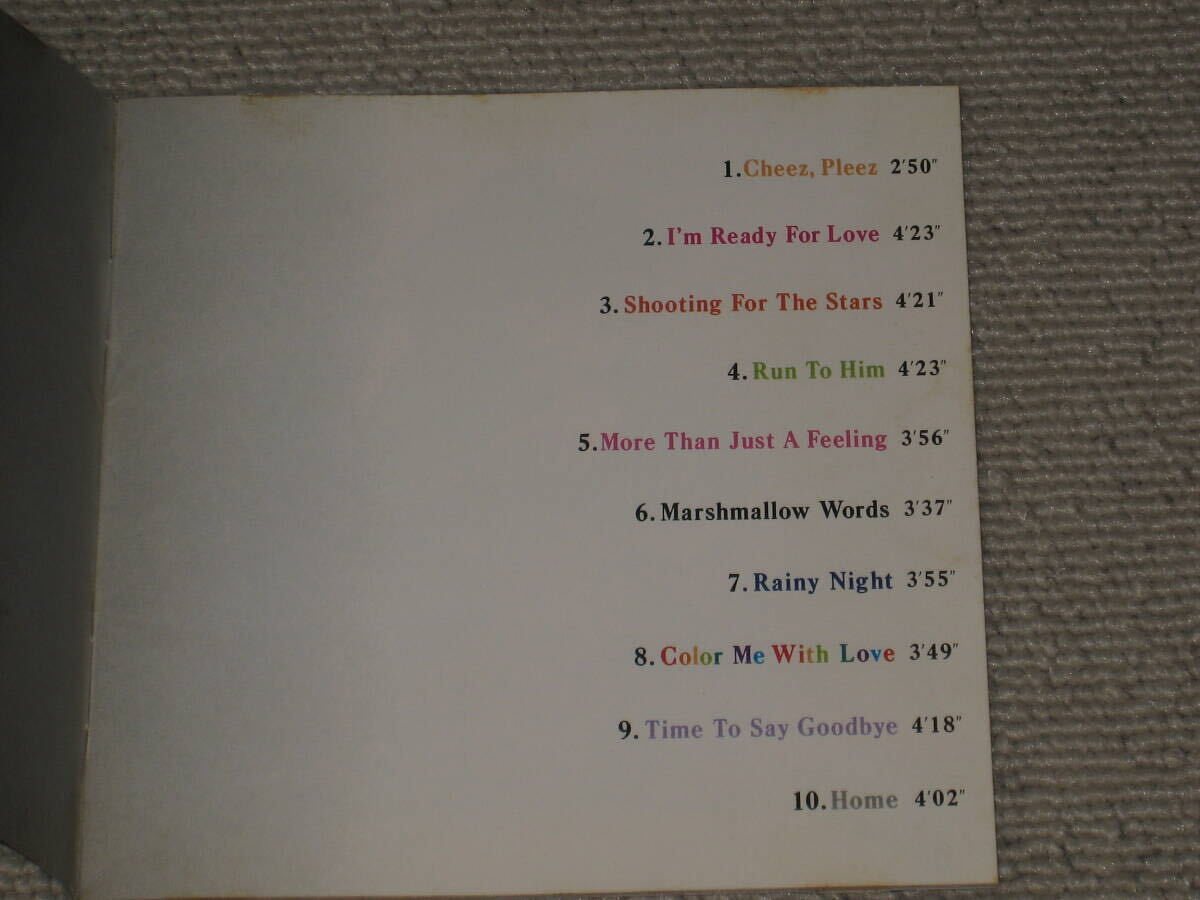 1. Cheez, Pleez 2'50"
2. I'm Ready For Love 4'23"
3. Shooting For The Stars 4'21"
4. Run To Him 4'23"
5. More Than Just A Feeling 3'56"
6. Marshmallow Words 3'37"
7. Rainy Night 3'55"
8. Color Me With Love 3'49"
9. Time To Say Goodbye 4'18"
10. Home 4'02"